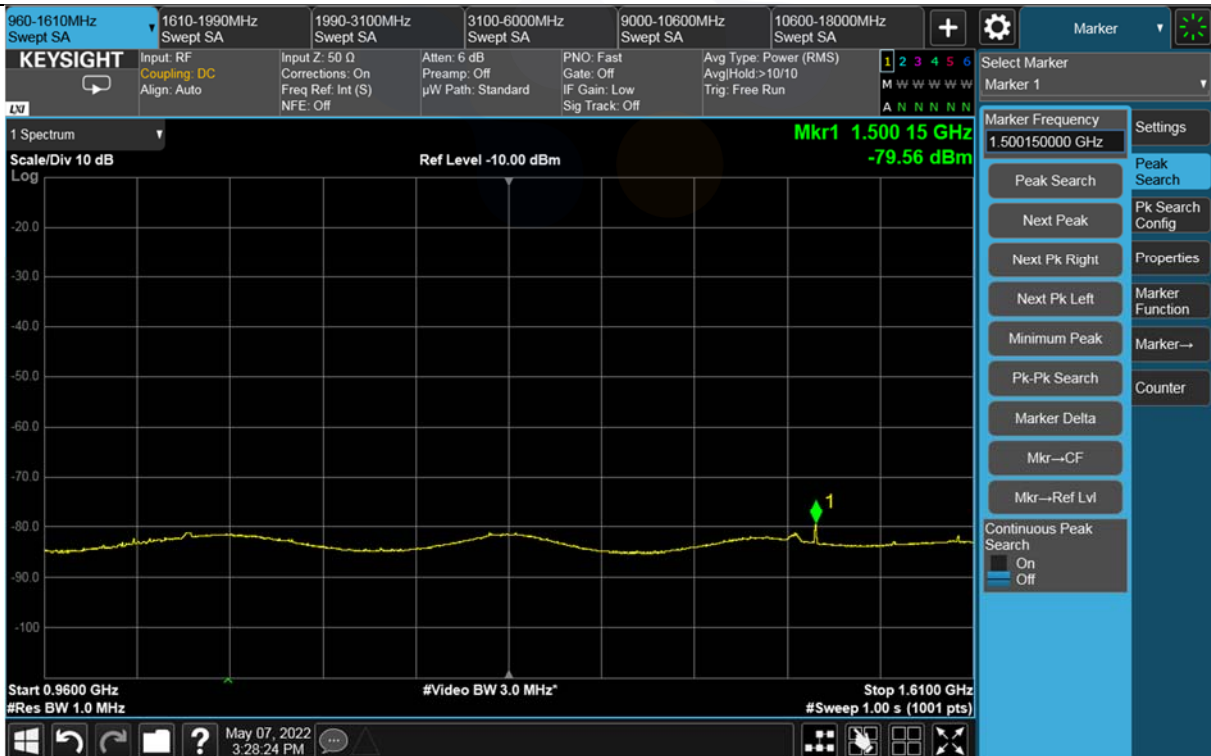 960-1610MHz
Swept SA
1610-1990MHz
Swept SA
1990-3100MHz
Swept SA
3100-6000MHz
Swept SA
9000-10600MHz
Swept SA
10600-18000MHz
Swept SA
Marker
KEYSIGHT
LXI
Input: RF
Coupling: DC
Align: Auto
Input Z: 50 Ω
Corrections: On
Freq Ref: Int (S)
NFE: Off
Atten: 6 dB
Preamp: Off
µW Path: Standard
PNO: Fast
Gate: Off
IF Gain: Low
Sig Track: Off
Avg Type: Power (RMS)
Avg|Hold:>10/10
Trig: Free Run
1 2 3 4 5 6
M W W W W W
A N N N N N
Select Marker
Marker 1
1 Spectrum
Scale/Div 10 dB
Log
Ref Level -10.00 dBm
Mkr1 1.500 15 GHz
-79.56 dBm
-20.0
-30.0
-40.0
-50.0
-60.0
-70.0
-80.0
-90.0
-100
1
Start 0.9600 GHz
#Res BW 1.0 MHz
#Video BW 3.0 MHz*
Stop 1.6100 GHz
#Sweep 1.00 s (1001 pts)
Marker Frequency
1.500150000 GHz
Peak Search
Next Peak
Next Pk Right
Next Pk Left
Minimum Peak
Pk-Pk Search
Marker Delta
Mkr→CF
Mkr→Ref Lvl
Continuous Peak
Search
On
Off
Settings
Peak
Search
Pk Search
Config
Properties
Marker
Function
Marker→
Counter
?
May 07, 2022
3:28:24 PM